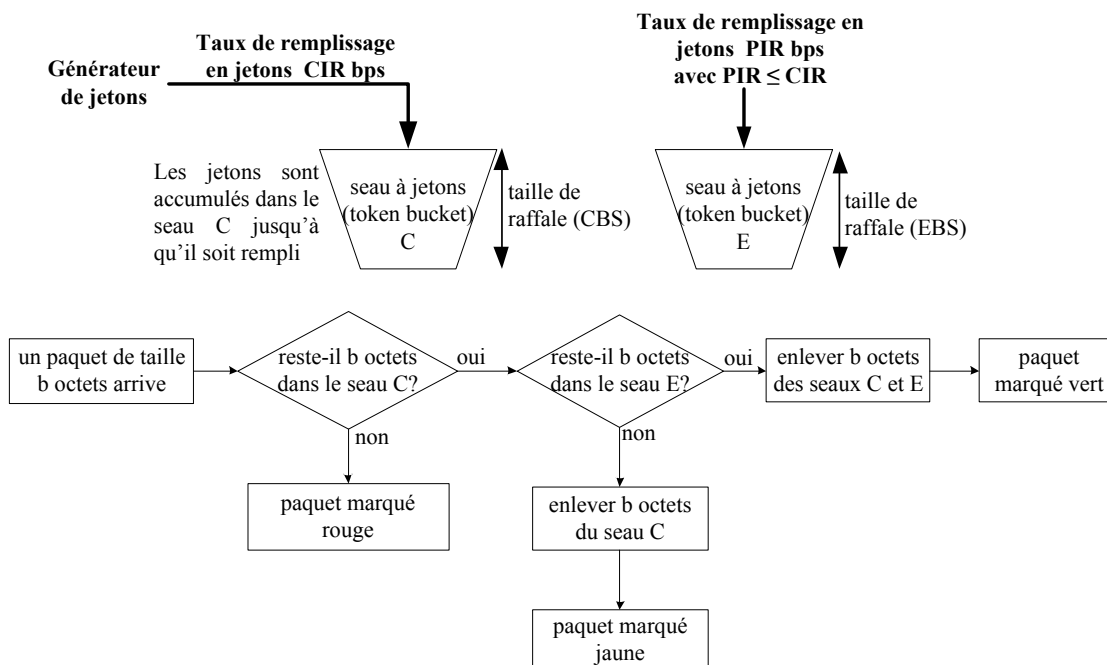 Taux de remplissage
en jetons  CIR bps
Taux de remplissage en
jetons  PIR bps
avec PIR ≤ CIR
Générateur
de jetons
Les jetons sont
accumulés dans le
seau C jusqu'à
qu'il soit rempli
seau à jetons
(token bucket)
C
taille de
raffale (CBS)
seau à jetons
(token bucket)
E
taille de
raffale (EBS)
un paquet de taille
b octets arrive
reste-il b octets
dans le seau C?
oui
reste-il b octets
dans le seau E?
oui
enlever b octets
des seaux C et E
paquet
marqué vert
non
paquet marqué
rouge
non
enlever b octets
du seau C
paquet marqué
jaune